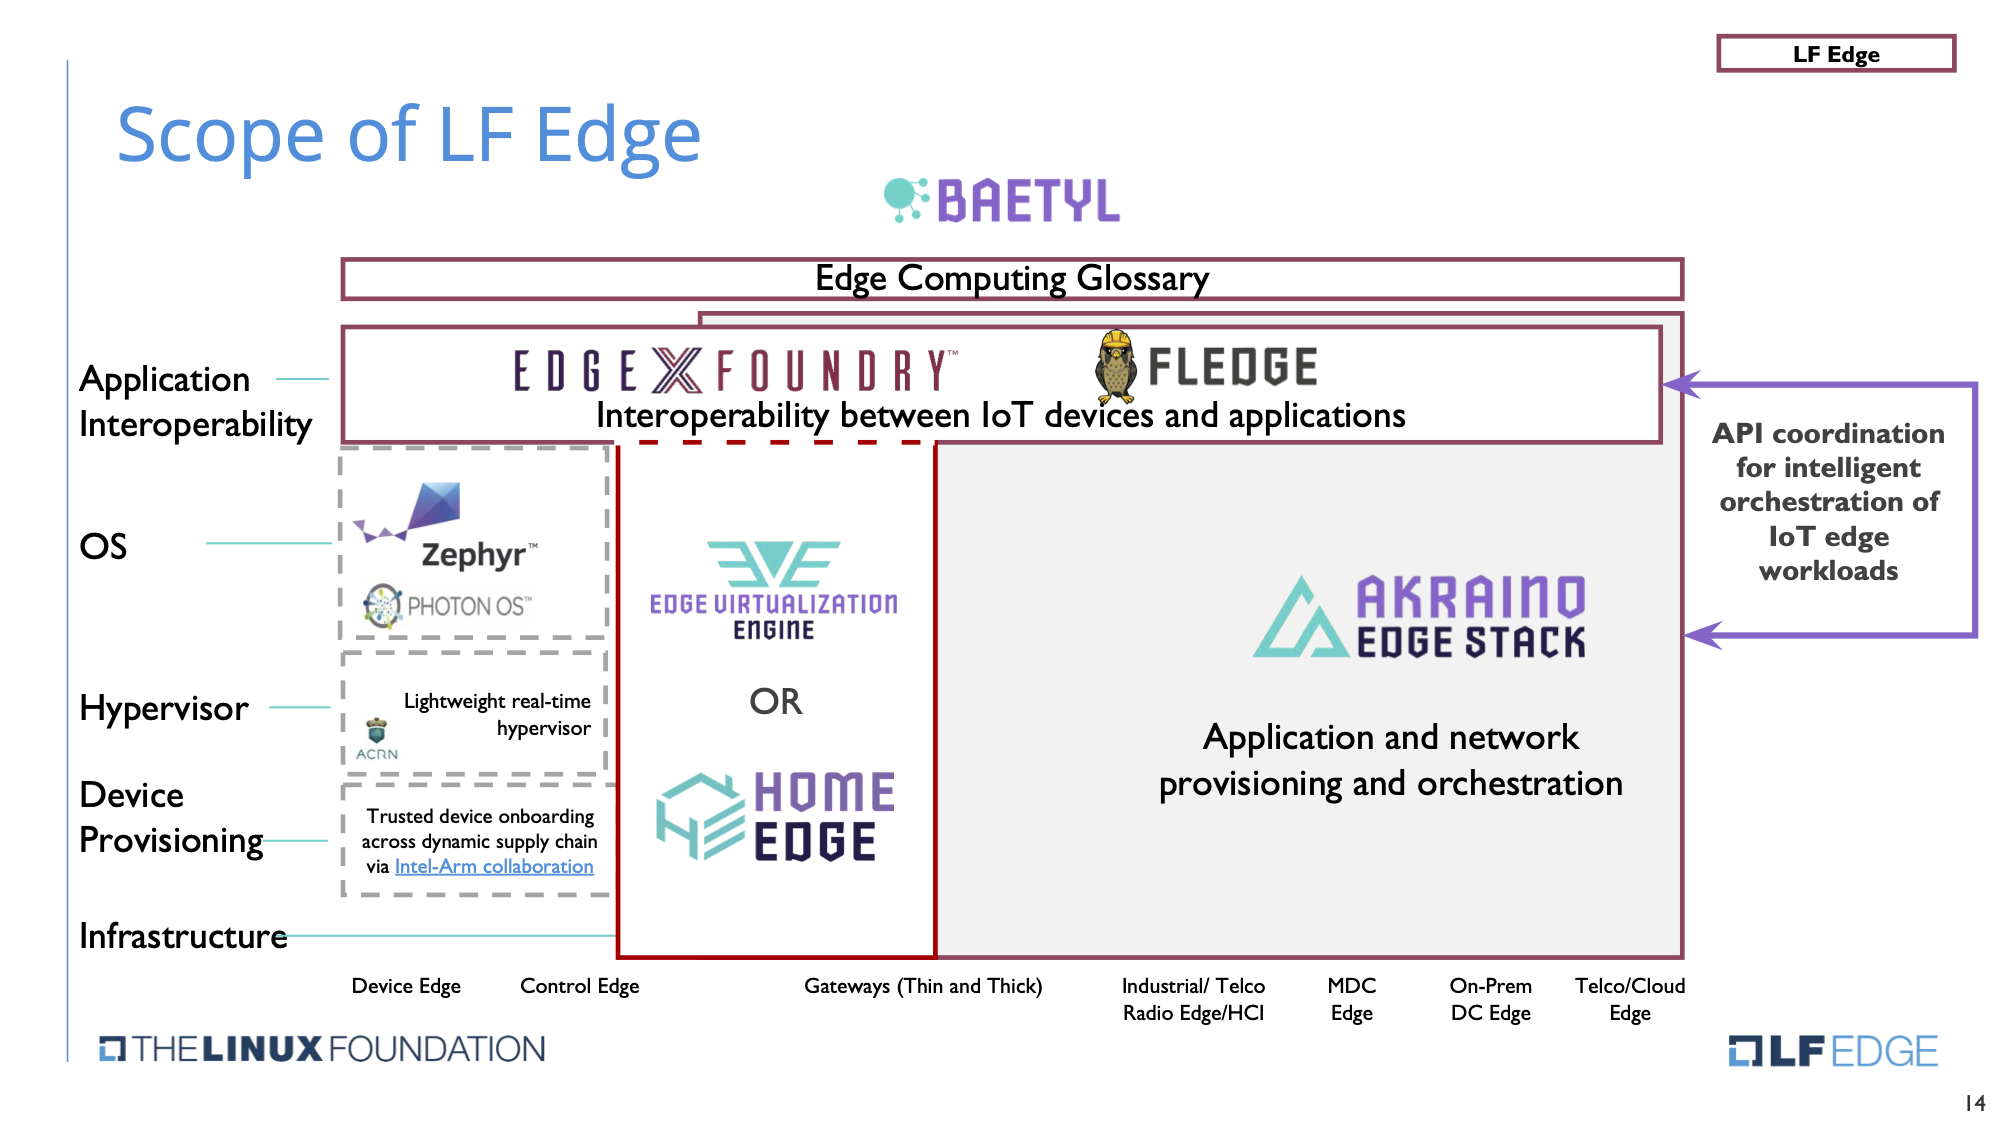 LF Edge
Scope of LF Edge
BAETYL
Edge Computing Glossary
Application
Interoperability
EDGE X FOUNDRY™
FLEDGE
Interoperability between IoT devices and applications
API coordination
for intelligent
orchestration of
IoT edge
workloads
OS
Zephyr™
PHOTON OS™
EDGE VIRTUALIZATION
ENGINE
OR
HOME
EDGE
AKRAINO
EDGE STACK
Application and network
provisioning and orchestration
Hypervisor
Lightweight real-time
hypervisor
ACRN
Device
Provisioning
Trusted device onboarding
across dynamic supply chain
via Intel-Arm collaboration
Infrastructure
Device Edge
Control Edge
Gateways (Thin and Thick)
Industrial/ Telco
Radio Edge/HCI
MDC
Edge
On-Prem
DC Edge
Telco/Cloud
Edge
THE LINUX FOUNDATION
LF EDGE
14